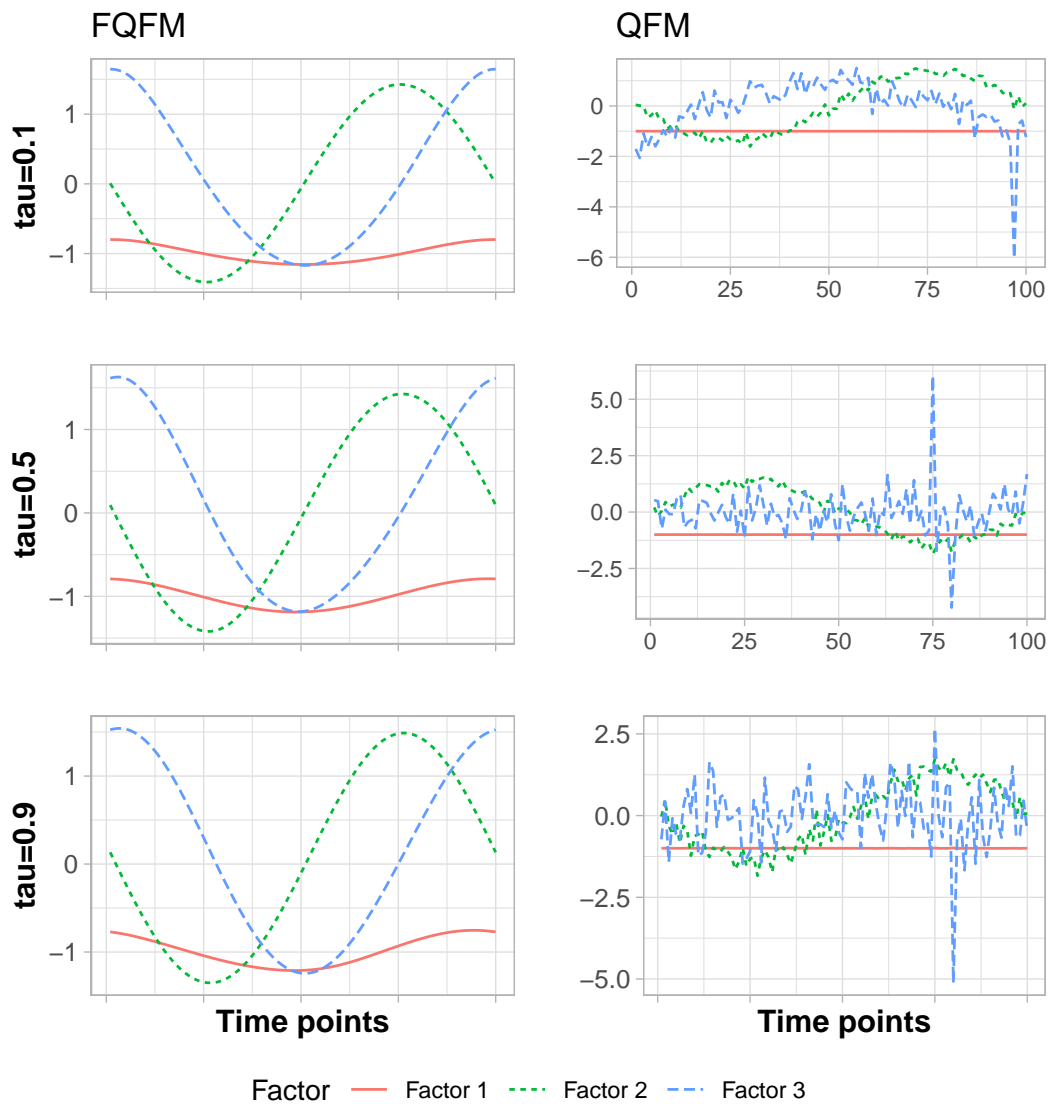 FQFM
QFM
tau=0.1
1
0
−1
0
−2
−4
−6
0 25 50 75 100
tau=0.5
1
0
−1
5.0
2.5
0.0
−2.5
0 25 50 75 100
tau=0.9
1
0
−1
2.5
0.0
−2.5
−5.0
Time points
Time points
Factor Factor 1 Factor 2 Factor 3